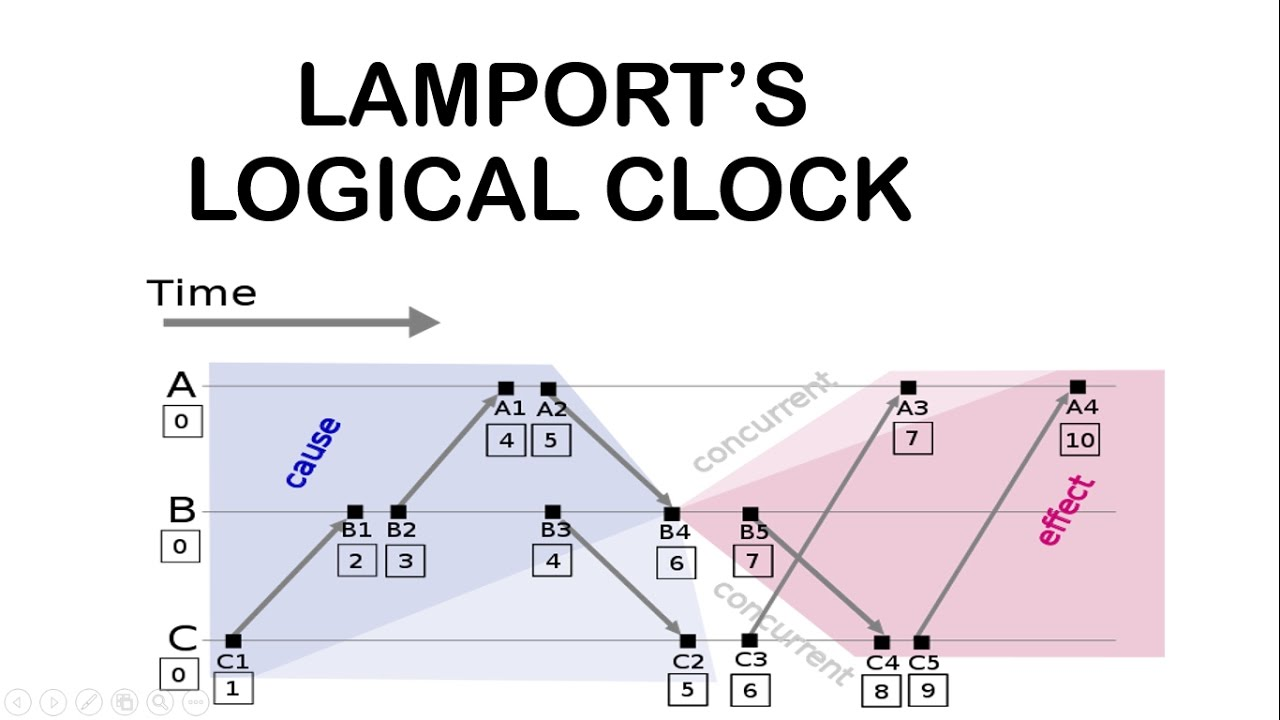 LAMPORT’S
LOGICAL CLOCK
Time
A
0
A1 A2
4 5
A3
7
A4
10
cause
concurrent
effect
B
0
B1 B2
2 3
B3
4
B4
6
B5
7
concurrent
C
0
C1
1
C2
5
C3
6
C4 C5
8 9